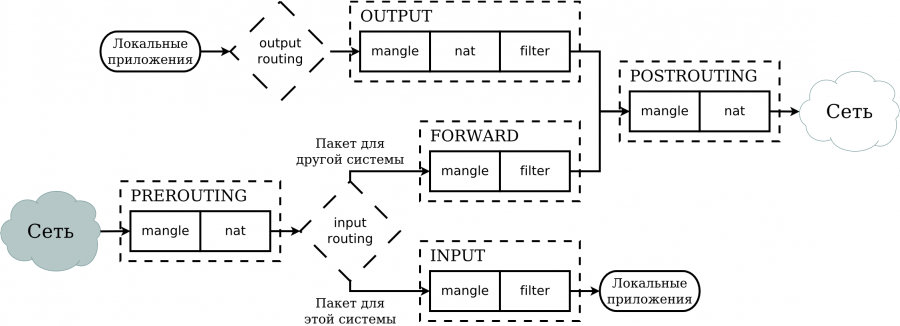 OUTPUT
Локальные
приложения
output
routing
mangle
nat
filter
POSTROUTING
mangle
nat
Сеть
Пакет для
другой системы
FORWARD
mangle
filter
PREROUTING
Сеть
mangle
nat
input
routing
INPUT
mangle
filter
Локальные
приложения
Пакет для
этой системы